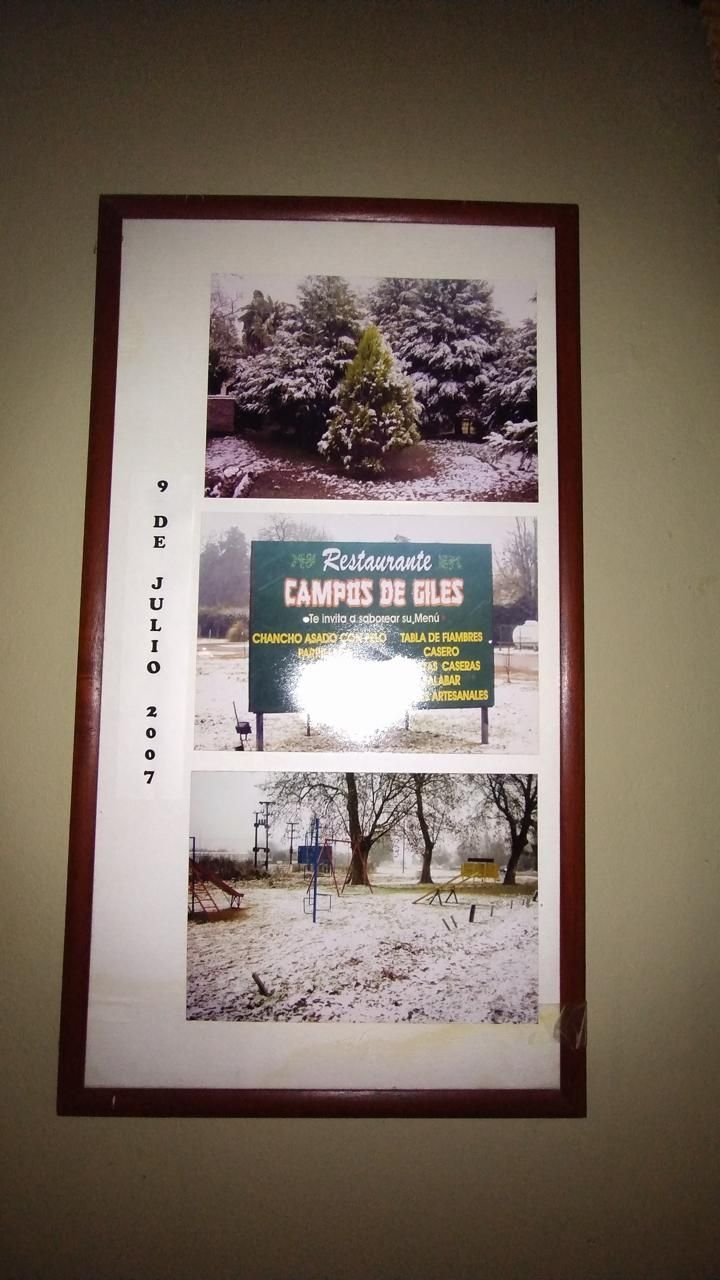 9 DE JULIO 2007
Restaurante
CAMPOS DE GILES
•Te invita a saborear su Menú
CHANCHO ASADO CON PELO
TABLA DE FIAMBRES
CASERO
CASERAS
ARTESANALES